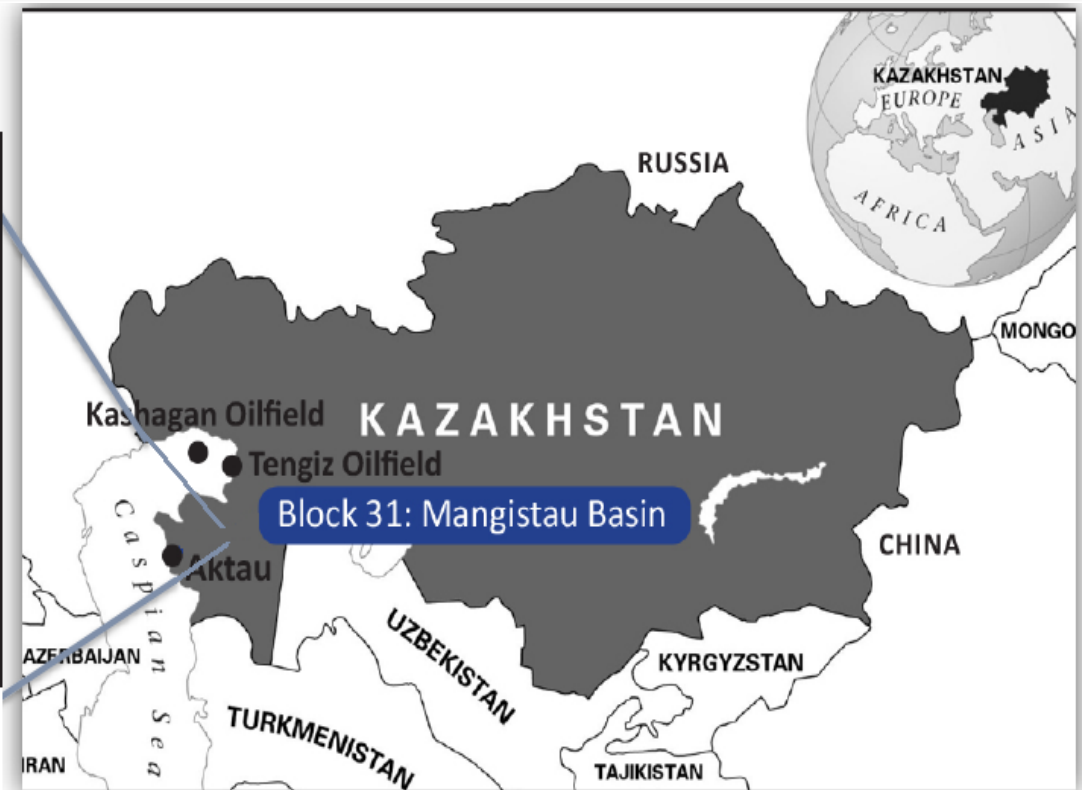 KAZAKHSTAN
EUROPE
ASIA
AFRICA
RUSSIA
MONGO
Kashagan Oilfield
KAZAKHSTAN
Tengiz Oilfield
Block 31: Mangistau Basin
CHINA
Aktau
Caspian Sea
UZBEKISTAN
AZERBAIJAN
KYRGYZSTAN
TURKMENISTAN
IRAN
TAJIKISTAN